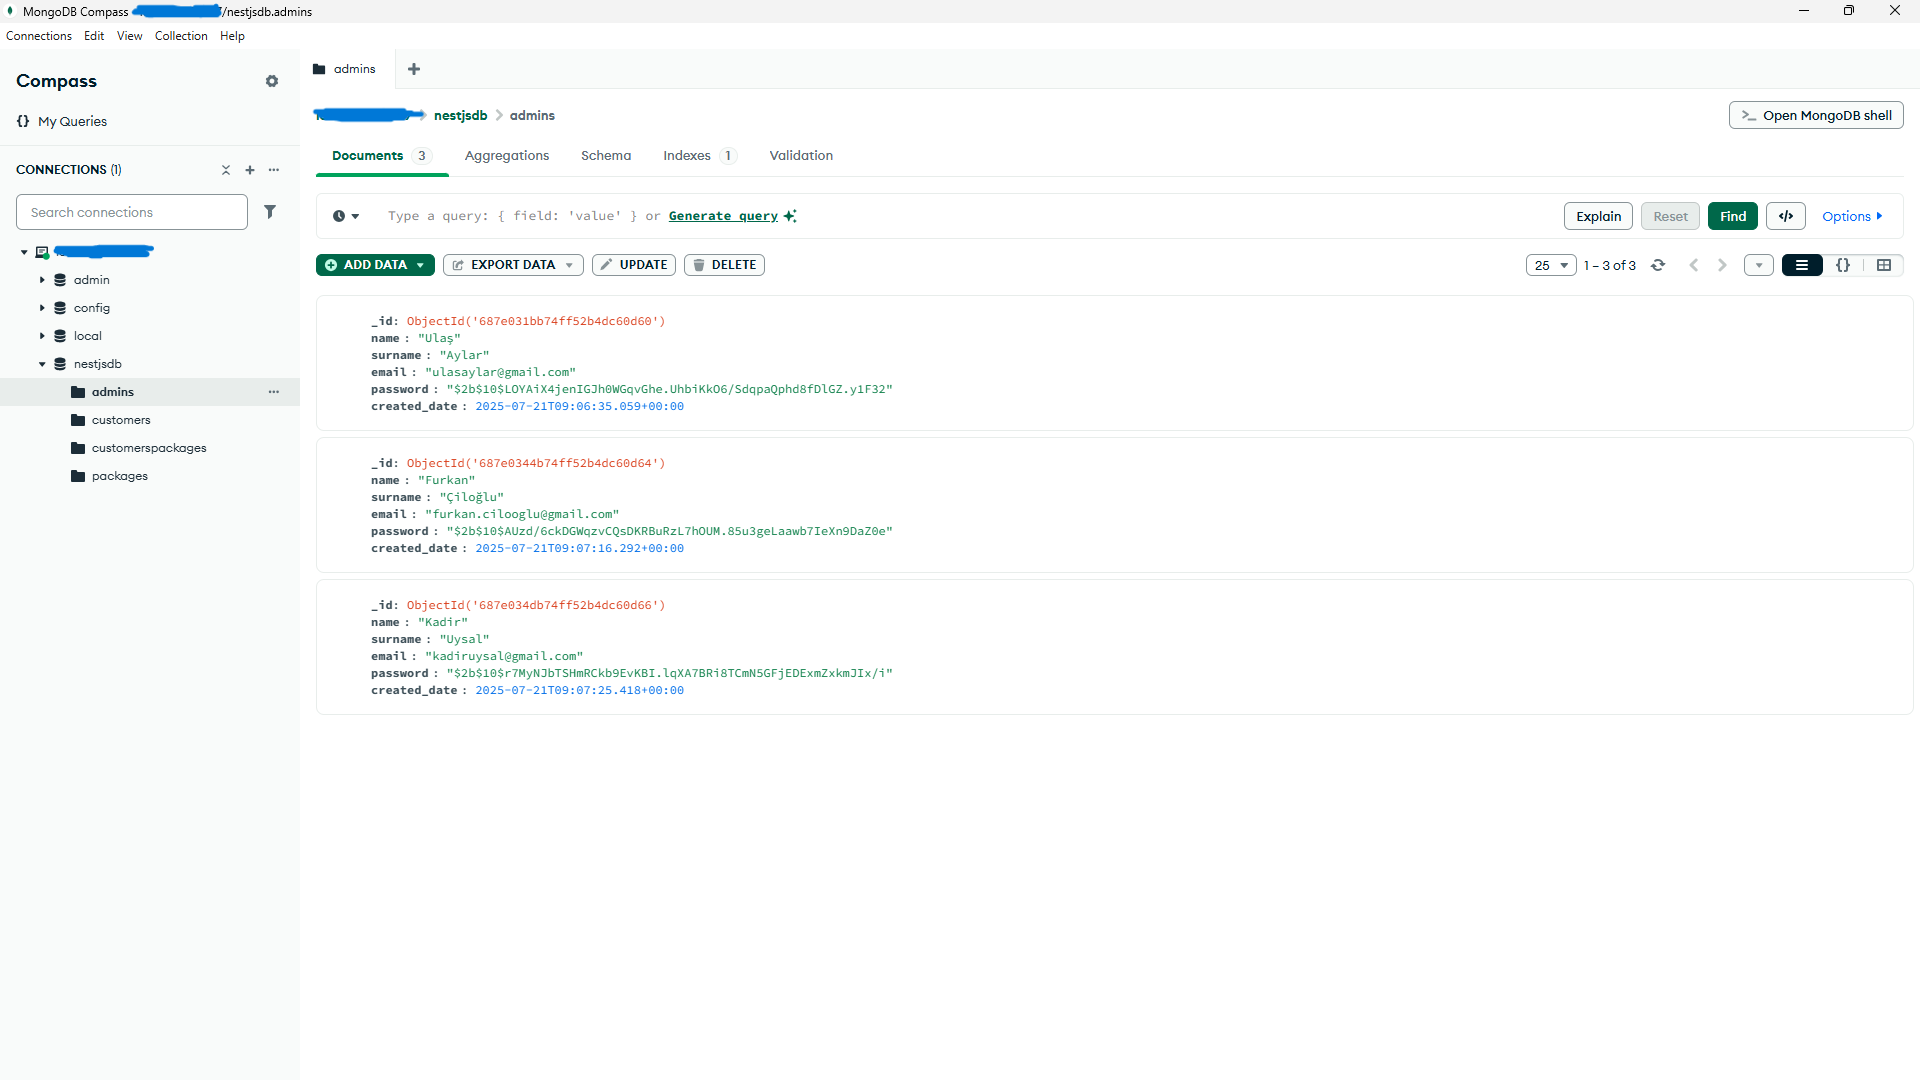 MongoDB Compass /nestjsdb.admins
Connections Edit View Collection Help
Compass
{} My Queries
CONNECTIONS (1)
Search connections
admin
config
local
nestjsdb
admins
customers
customerspackages
packages
admins
nestjsdb > admins
>_ Open MongoDB shell
Documents 3 Aggregations Schema Indexes 1 Validation
Type a query: { field: 'value' } or Generate query
Explain Reset Find </> Options
ADD DATA EXPORT DATA UPDATE DELETE
25 1 – 3 of 3 {}
_id: ObjectId('687e031bb74ff52b4dc60d60')
name : "Ulaş"
surname : "Aylar"
email : "ulasaylar@gmail.com"
password : "$2b$10$LOYAiX4jenIGJh0WGqvGhe.UhbiKkO6/SdqpaQphd8fDlGZ.y1F32"
created_date : 2025-07-21T09:06:35.059+00:00
_id: ObjectId('687e0344b74ff52b4dc60d64')
name : "Furkan"
surname : "Çiloğlu"
email : "furkan.cilooglu@gmail.com"
password : "$2b$10$AUzd/6ckDGWqzvCQsDKRBuRzL7hOUM.85u3geLaawb7IeXn9DaZ0e"
created_date : 2025-07-21T09:07:16.292+00:00
_id: ObjectId('687e034db74ff52b4dc60d66')
name : "Kadir"
surname : "Uysal"
email : "kadiruysal@gmail.com"
password : "$2b$10$r7MyNJbTSHmRCkb9EvKBI.lqXA7BRi8TCmN5GFjEDExmZxkmJIx/i"
created_date : 2025-07-21T09:07:25.418+00:00